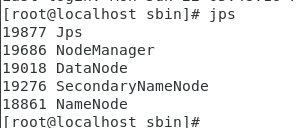 [root@localhost sbin]# jps
19877 Jps
19686 NodeManager
19018 DataNode
19276 SecondaryNameNode
18861 NameNode
[root@localhost sbin]#